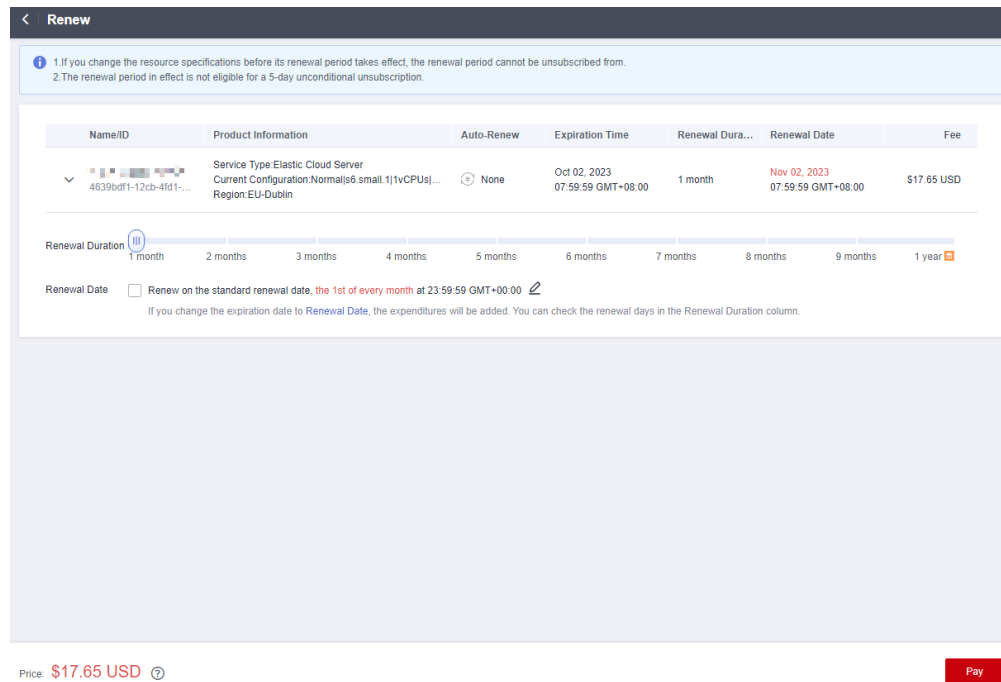 Renew
1.If you change the resource specifications before its renewal period takes effect, the renewal period cannot be unsubscribed from.
2.The renewal period in effect is not eligible for a 5-day unconditional unsubscription.
Name/ID Product Information Auto-Renew Expiration Time Renewal Dura... Renewal Date Fee
Service Type:Elastic Cloud Server
4639bdf1-12cb-4fd1-... Current Configuration:Normal|s6.small.1|1vCPUs|... None Oct 02, 2023 1 month Nov 02, 2023 $17.65 USD
Region:EU-Dublin 07:59:59 GMT+08:00 07:59:59 GMT+08:00
Renewal Duration
1 month 2 months 3 months 4 months 5 months 6 months 7 months 8 months 9 months 1 year
Renewal Date Renew on the standard renewal date, the 1st of every month at 23:59:59 GMT+00:00
If you change the expiration date to Renewal Date, the expenditures will be added. You can check the renewal days in the Renewal Duration column.
Price: $17.65 USD Pay